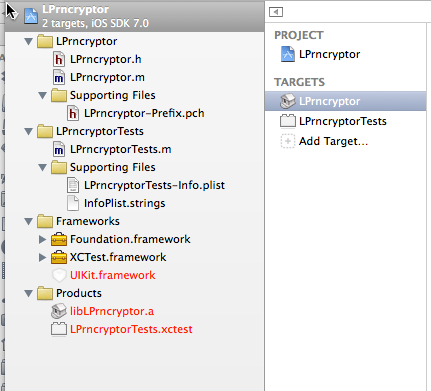 LPrncryptor
2 targets, iOS SDK 7.0
LPrncryptor
LPrncryptor.h
LPrncryptor.m
Supporting Files
LPrncryptor-Prefix.pch
LPrncryptorTests
LPrncryptorTests.m
Supporting Files
LPrncryptorTests-Info.plist
InfoPlist.strings
Frameworks
Foundation.framework
XCTest.framework
UIKit.framework
Products
libLPrncryptor.a
LPrncryptorTests.xctest
PROJECT
LPrncryptor
TARGETS
LPrncryptor
LPrncryptorTests
Add Target...